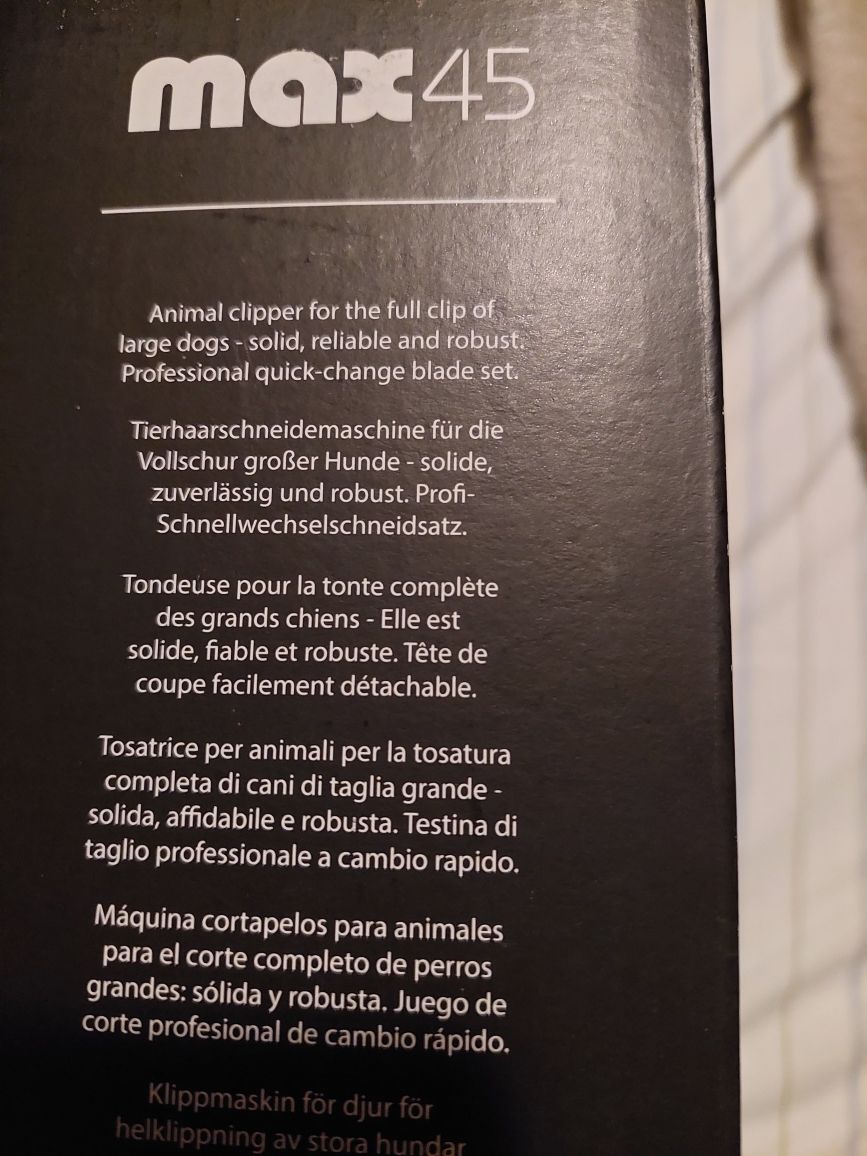 max45
Animal clipper for the full clip of
large dogs - solid, reliable and robust.
Professional quick-change blade set.
Tierhaarschneidemaschine für die
Vollschur großer Hunde - solide,
zuverlässig und robust. Profi-
Schnellwechselschneidsatz.
Tondeuse pour la tonte complète
des grands chiens - Elle est
solide, fiable et robuste. Tête de
coupe facilement détachable.
Tosatrice per animali per la tosatura
completa di cani di taglia grande -
solida, affidabile e robusta. Testina di
taglio professionale a cambio rapido.
Máquina cortapelos para animales
para el corte completo de perros
grandes: sólida y robusta. Juego de
corte profesional de cambio rápido.
Klippmaskin för djur för
helklippning av stora hundar